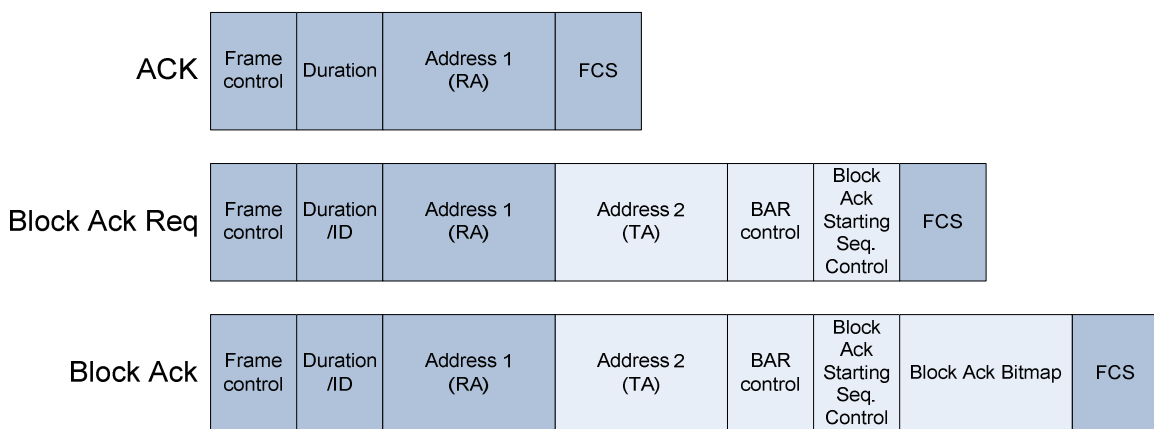 ACK
Frame
control
Duration
Address 1
(RA)
FCS
Block Ack Req
Frame
control
Duration
/ID
Address 1
(RA)
Address 2
(TA)
BAR
control
Block
Ack
Starting
Seq.
Control
FCS
Block Ack
Frame
control
Duration
/ID
Address 1
(RA)
Address 2
(TA)
BAR
control
Block
Ack
Starting
Seq.
Control
Block Ack Bitmap
FCS